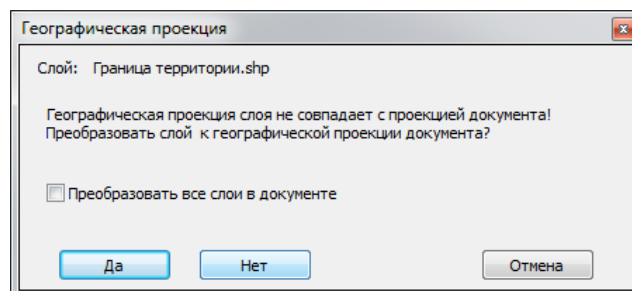 Географическая проекция
Слой: Граница территории.shp
Географическая проекция слоя не совпадает с проекцией документа!
Преобразовать слой к географической проекции документа?
Преобразовать все слои в документе
Да Нет Отмена